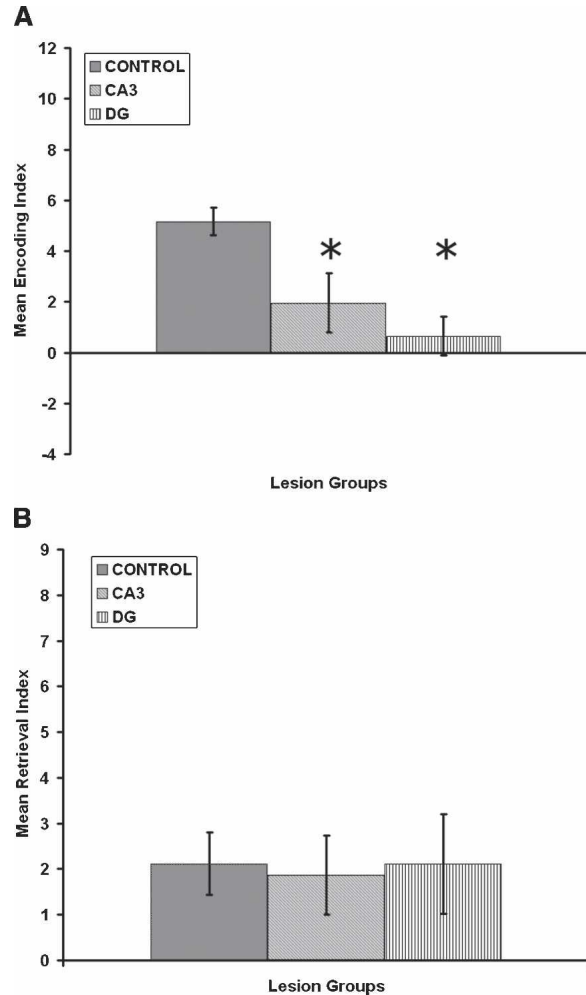 A
12
10
8
6
4
2
0
-2
-4
Mean Encoding Index
CONTROL
CA3
DG
* *
Lesion Groups
B
9
8
7
6
5
4
3
2
1
0
Mean Retrieval Index
CONTROL
CA3
DG
Lesion Groups